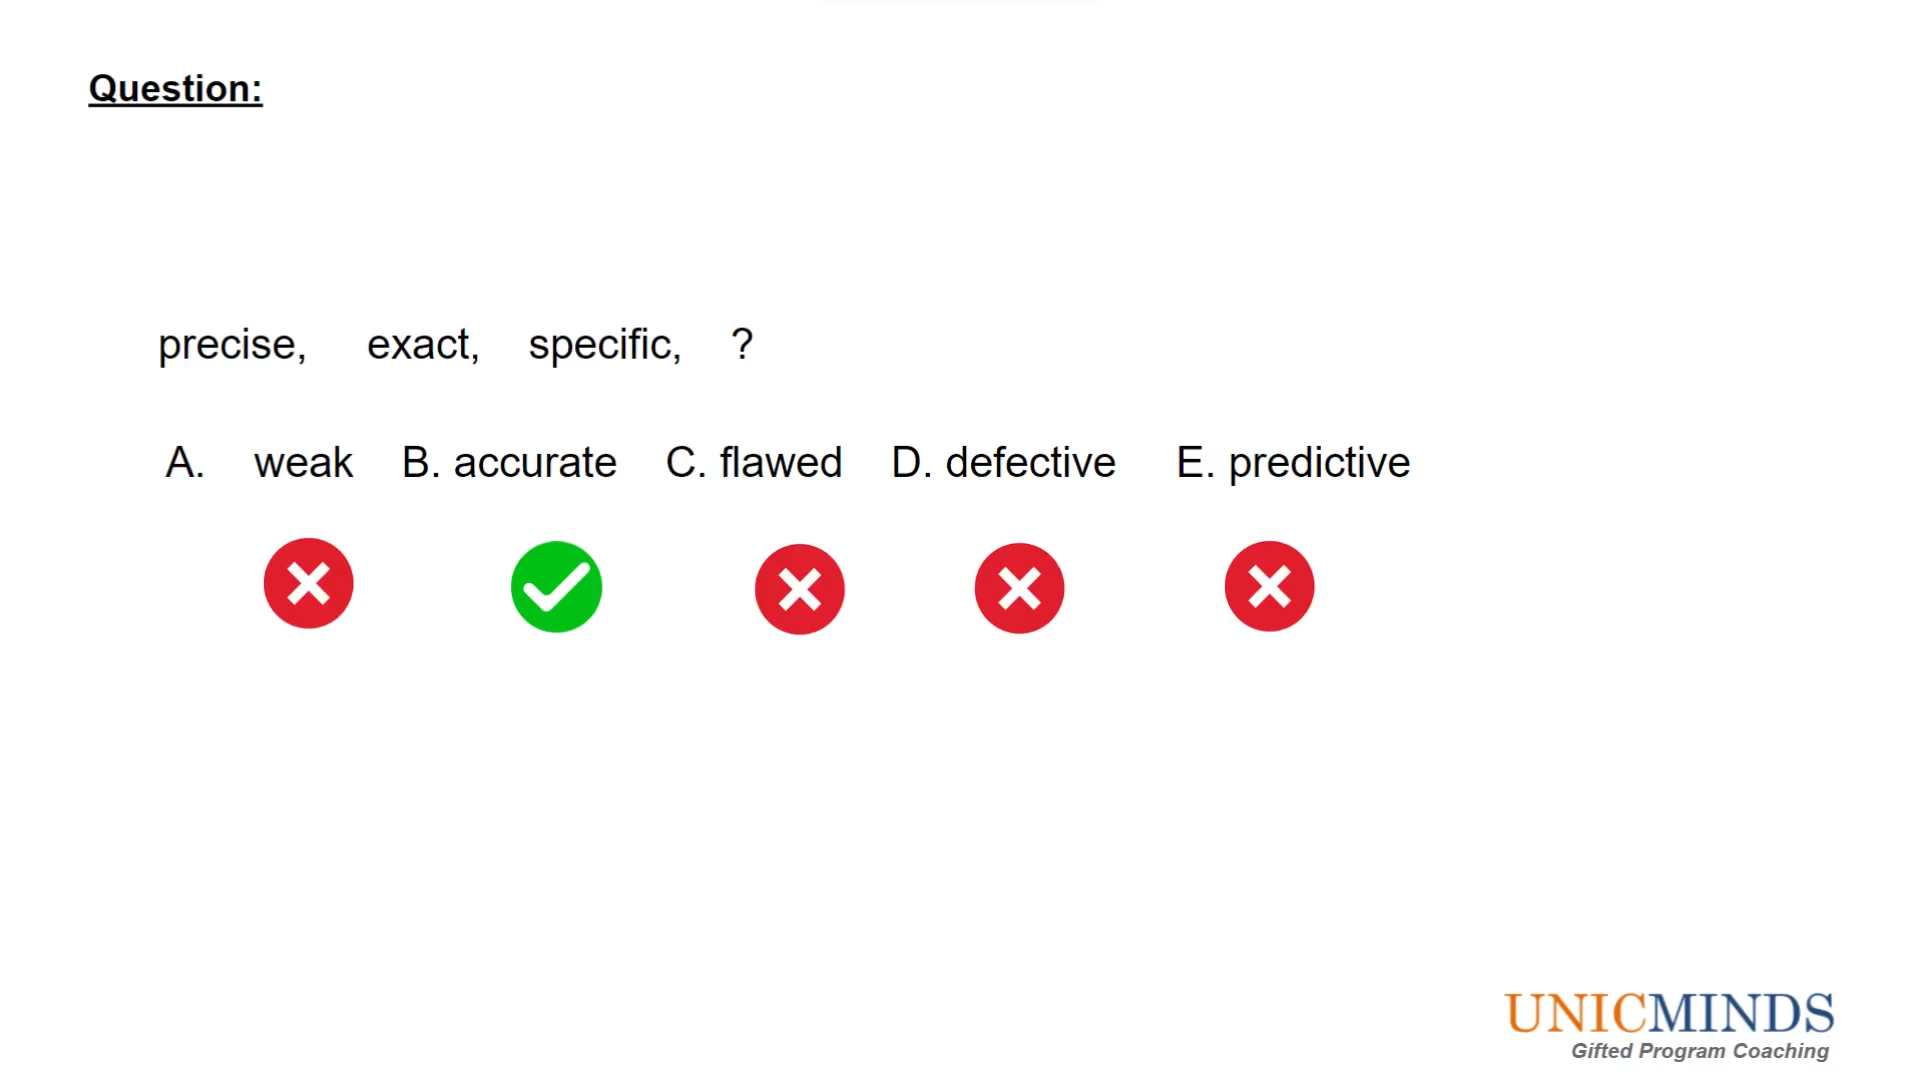 Question:
precise, exact, specific, ?
A. weak B. accurate C. flawed D. defective E. predictive
UNICMINDS
Gifted Program Coaching